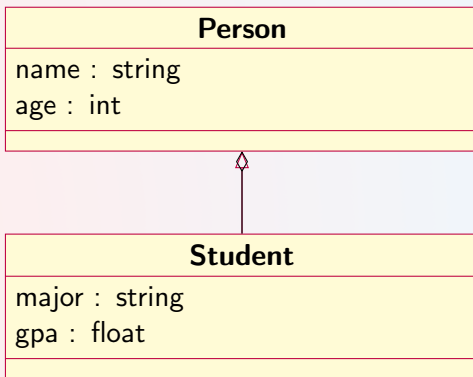 Person
name : string
age : int
Student
major : string
gpa : float